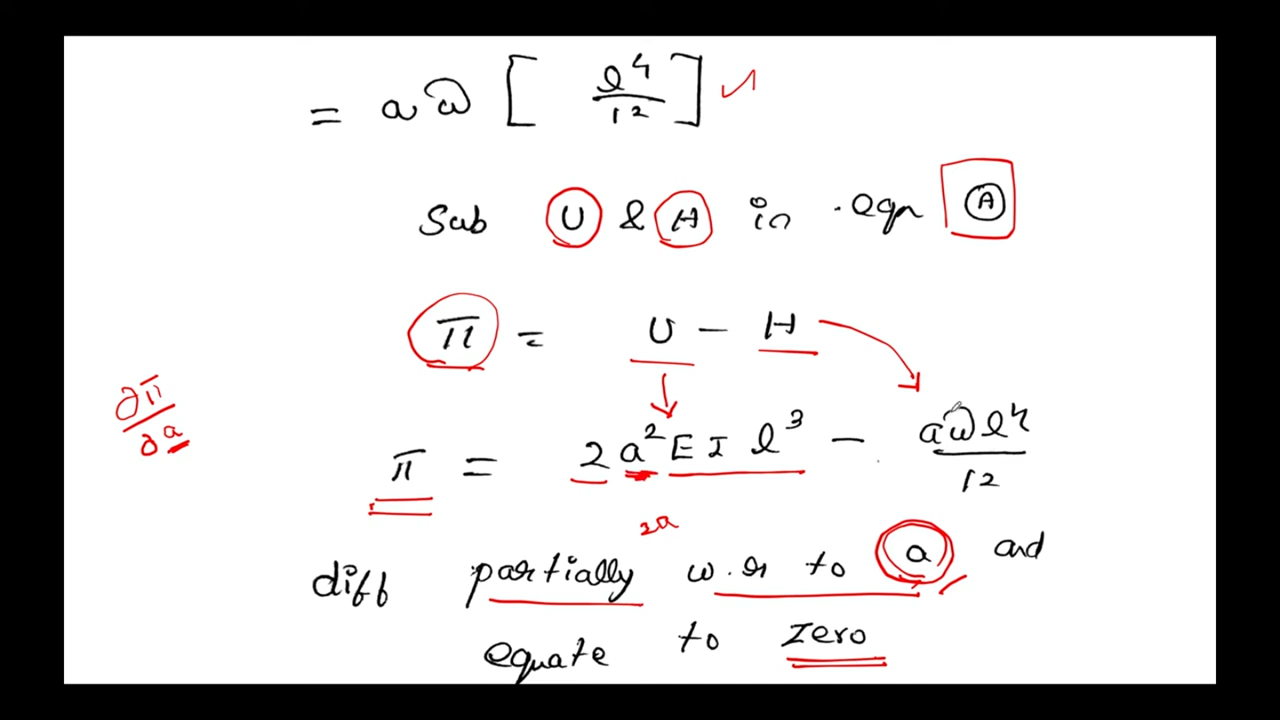 = aω [ l⁴/12 ] ✓
Sub U & H in eqn Ⓐ
π = U − H
∂π/∂a
π = 2a²EIl³ − aωl⁴/12
2a
diff partially w.r to a and
equate to zero